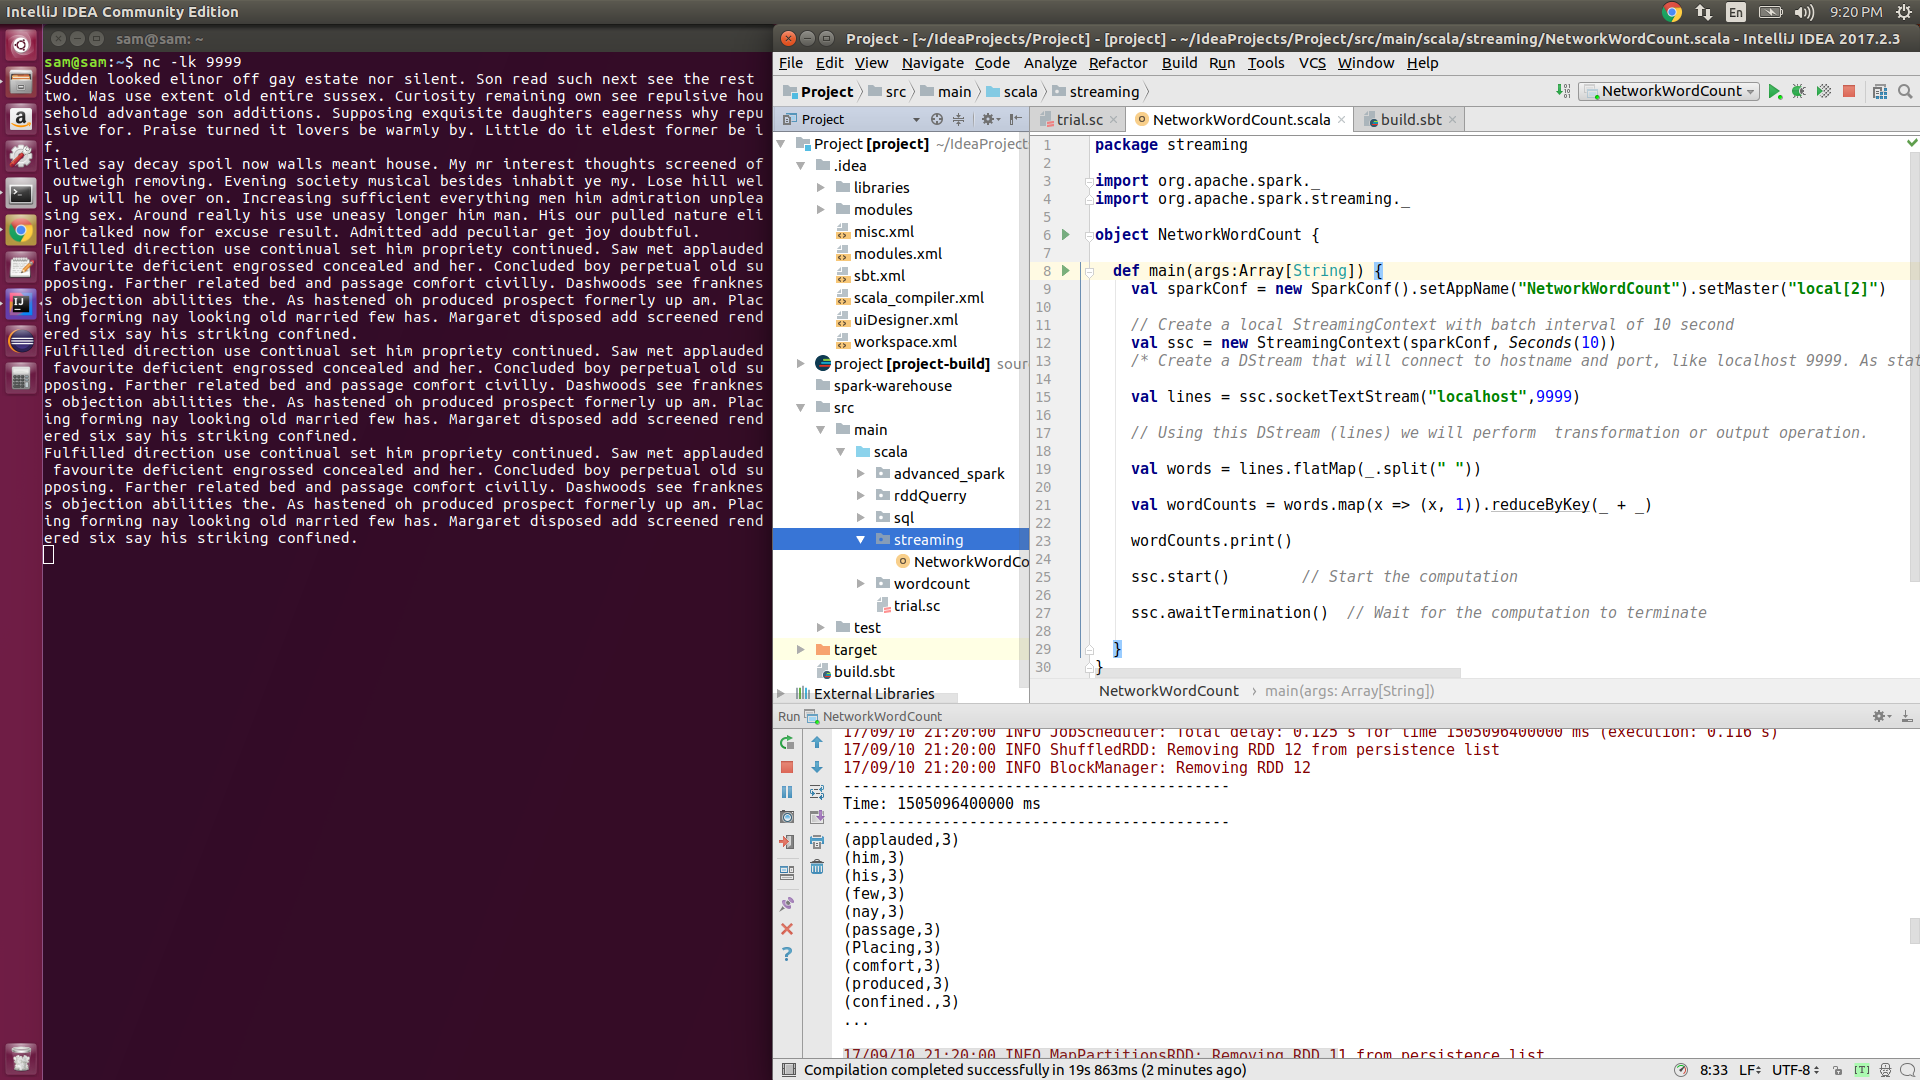 IntelliJ IDEA Community Edition
En
9:20 PM
sam@sam: ~
sam@sam:~$ nc -lk 9999
Sudden looked elinor off gay estate nor silent. Son read such next see the rest
two. Was use extent old entire sussex. Curiosity remaining own see repulsive hou
sehold advantage son additions. Supposing exquisite daughters eagerness why repu
lsive for. Praise turned it lovers be warmly by. Little do it eldest former be i
f.
Tiled say decay spoil now walls meant house. My mr interest thoughts screened of
outweigh removing. Evening society musical besides inhabit ye my. Lose hill wel
l up will he over on. Increasing sufficient everything men him admiration unplea
sing sex. Around really his use uneasy longer him man. His our pulled nature eli
nor talked now for excuse result. Admitted add peculiar get joy doubtful.
Fulfilled direction use continual set him propriety continued. Saw met applauded
favourite deficient engrossed concealed and her. Concluded boy perpetual old su
pposing. Farther related bed and passage comfort civilly. Dashwoods see franknes
s objection abilities the. As hastened oh produced prospect formerly up am. Plac
ing forming nay looking old married few has. Margaret disposed add screened rend
ered six say his striking confined.
Fulfilled direction use continual set him propriety continued. Saw met applauded
favourite deficient engrossed concealed and her. Concluded boy perpetual old su
pposing. Farther related bed and passage comfort civilly. Dashwoods see franknes
s objection abilities the. As hastened oh produced prospect formerly up am. Plac
ing forming nay looking old married few has. Margaret disposed add screened rend
ered six say his striking confined.
Fulfilled direction use continual set him propriety continued. Saw met applauded
favourite deficient engrossed concealed and her. Concluded boy perpetual old su
pposing. Farther related bed and passage comfort civilly. Dashwoods see franknes
s objection abilities the. As hastened oh produced prospect formerly up am. Plac
ing forming nay looking old married few has. Margaret disposed add screened rend
ered six say his striking confined.
Project - [~/IdeaProjects/Project] - [project] - ~/IdeaProjects/Project/src/main/scala/streaming/NetworkWordCount.scala - IntelliJ IDEA 2017.2.3
File Edit View Navigate Code Analyze Refactor Build Run Tools VCS Window Help
Project src main scala streaming
NetworkWordCount
Project
trial.sc NetworkWordCount.scala build.sbt
Project [project] ~/IdeaProject
.idea
libraries
modules
misc.xml
modules.xml
sbt.xml
scala_compiler.xml
uiDesigner.xml
workspace.xml
project [project-build] sour
spark-warehouse
src
main
scala
advanced_spark
rddQuerry
sql
streaming
NetworkWordCo
wordcount
trial.sc
test
target
build.sbt
External Libraries
1 package streaming
2
3 import org.apache.spark._
4 import org.apache.spark.streaming._
5
6 object NetworkWordCount {
7
8 def main(args:Array[String]) {
9 val sparkConf = new SparkConf().setAppName("NetworkWordCount").setMaster("local[2]")
10
11 // Create a local StreamingContext with batch interval of 10 second
12 val ssc = new StreamingContext(sparkConf, Seconds(10))
13 /* Create a DStream that will connect to hostname and port, like localhost 9999. As stat
14
15 val lines = ssc.socketTextStream("localhost",9999)
16
17 // Using this DStream (lines) we will perform  transformation or output operation.
18
19 val words = lines.flatMap(_.split(" "))
20
21 val wordCounts = words.map(x => (x, 1)).reduceByKey(_ + _)
22
23 wordCounts.print()
24
25 ssc.start()        // Start the computation
26
27 ssc.awaitTermination()  // Wait for the computation to terminate
28
29 }
30 }
NetworkWordCount › main(args: Array[String])
Run NetworkWordCount
17/09/10 21:20:00 INFO JobScheduler: Total delay: 0.125 s for time 1505096400000 ms (execution: 0.116 s)
17/09/10 21:20:00 INFO ShuffledRDD: Removing RDD 12 from persistence list
17/09/10 21:20:00 INFO BlockManager: Removing RDD 12
-------------------------------------------
Time: 1505096400000 ms
-------------------------------------------
(applauded,3)
(him,3)
(his,3)
(few,3)
(nay,3)
(passage,3)
(Placing,3)
(comfort,3)
(produced,3)
(confined.,3)
...
17/09/10 21:20:00 INFO MapPartitionsRDD: Removing RDD 11 from persistence list
Compilation completed successfully in 19s 863ms (2 minutes ago)
8:33 LF UTF-8 [T]